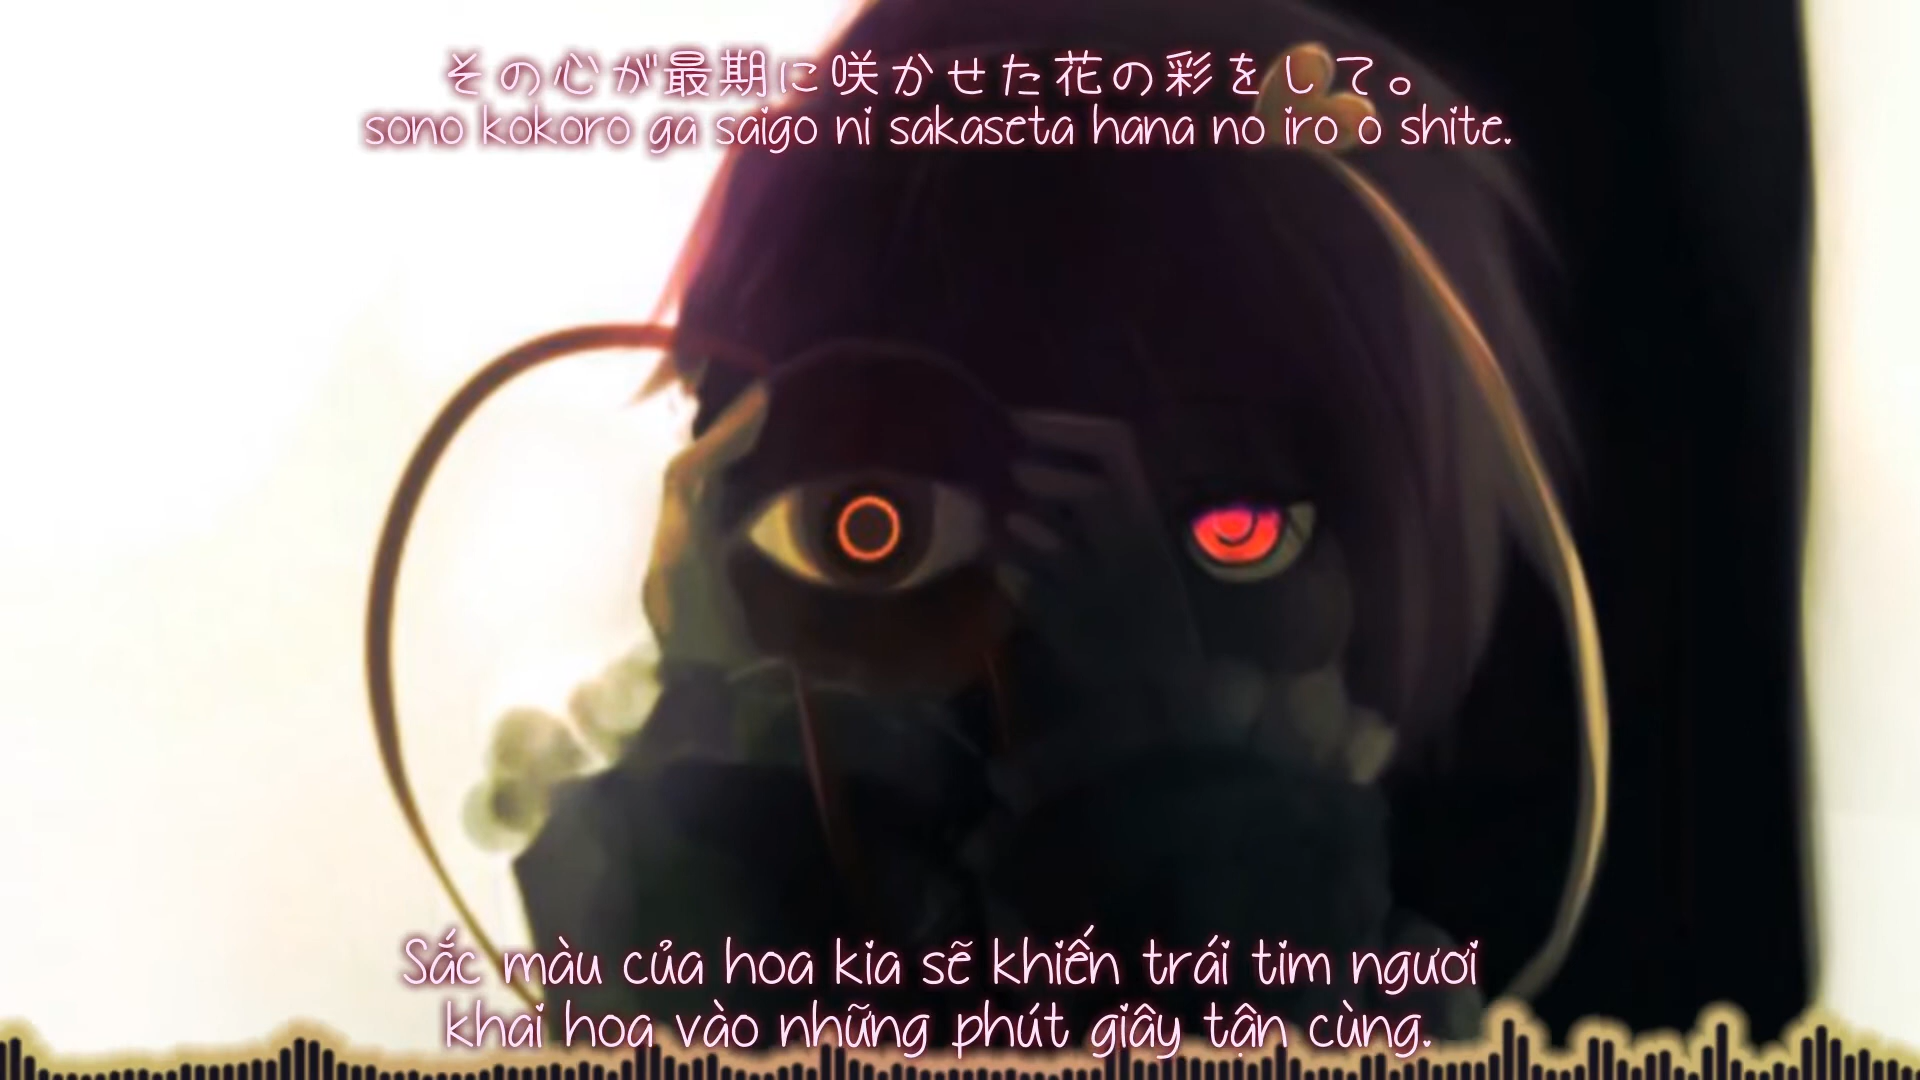 その心が最期に咲かせた花の彩をして。
sono kokoro ga saigo ni sakaseta hana no iro o shite.
Sắc màu của hoa kia sẽ khiến trái tim ngươi
khai hoa vào những phút giây tận cùng.